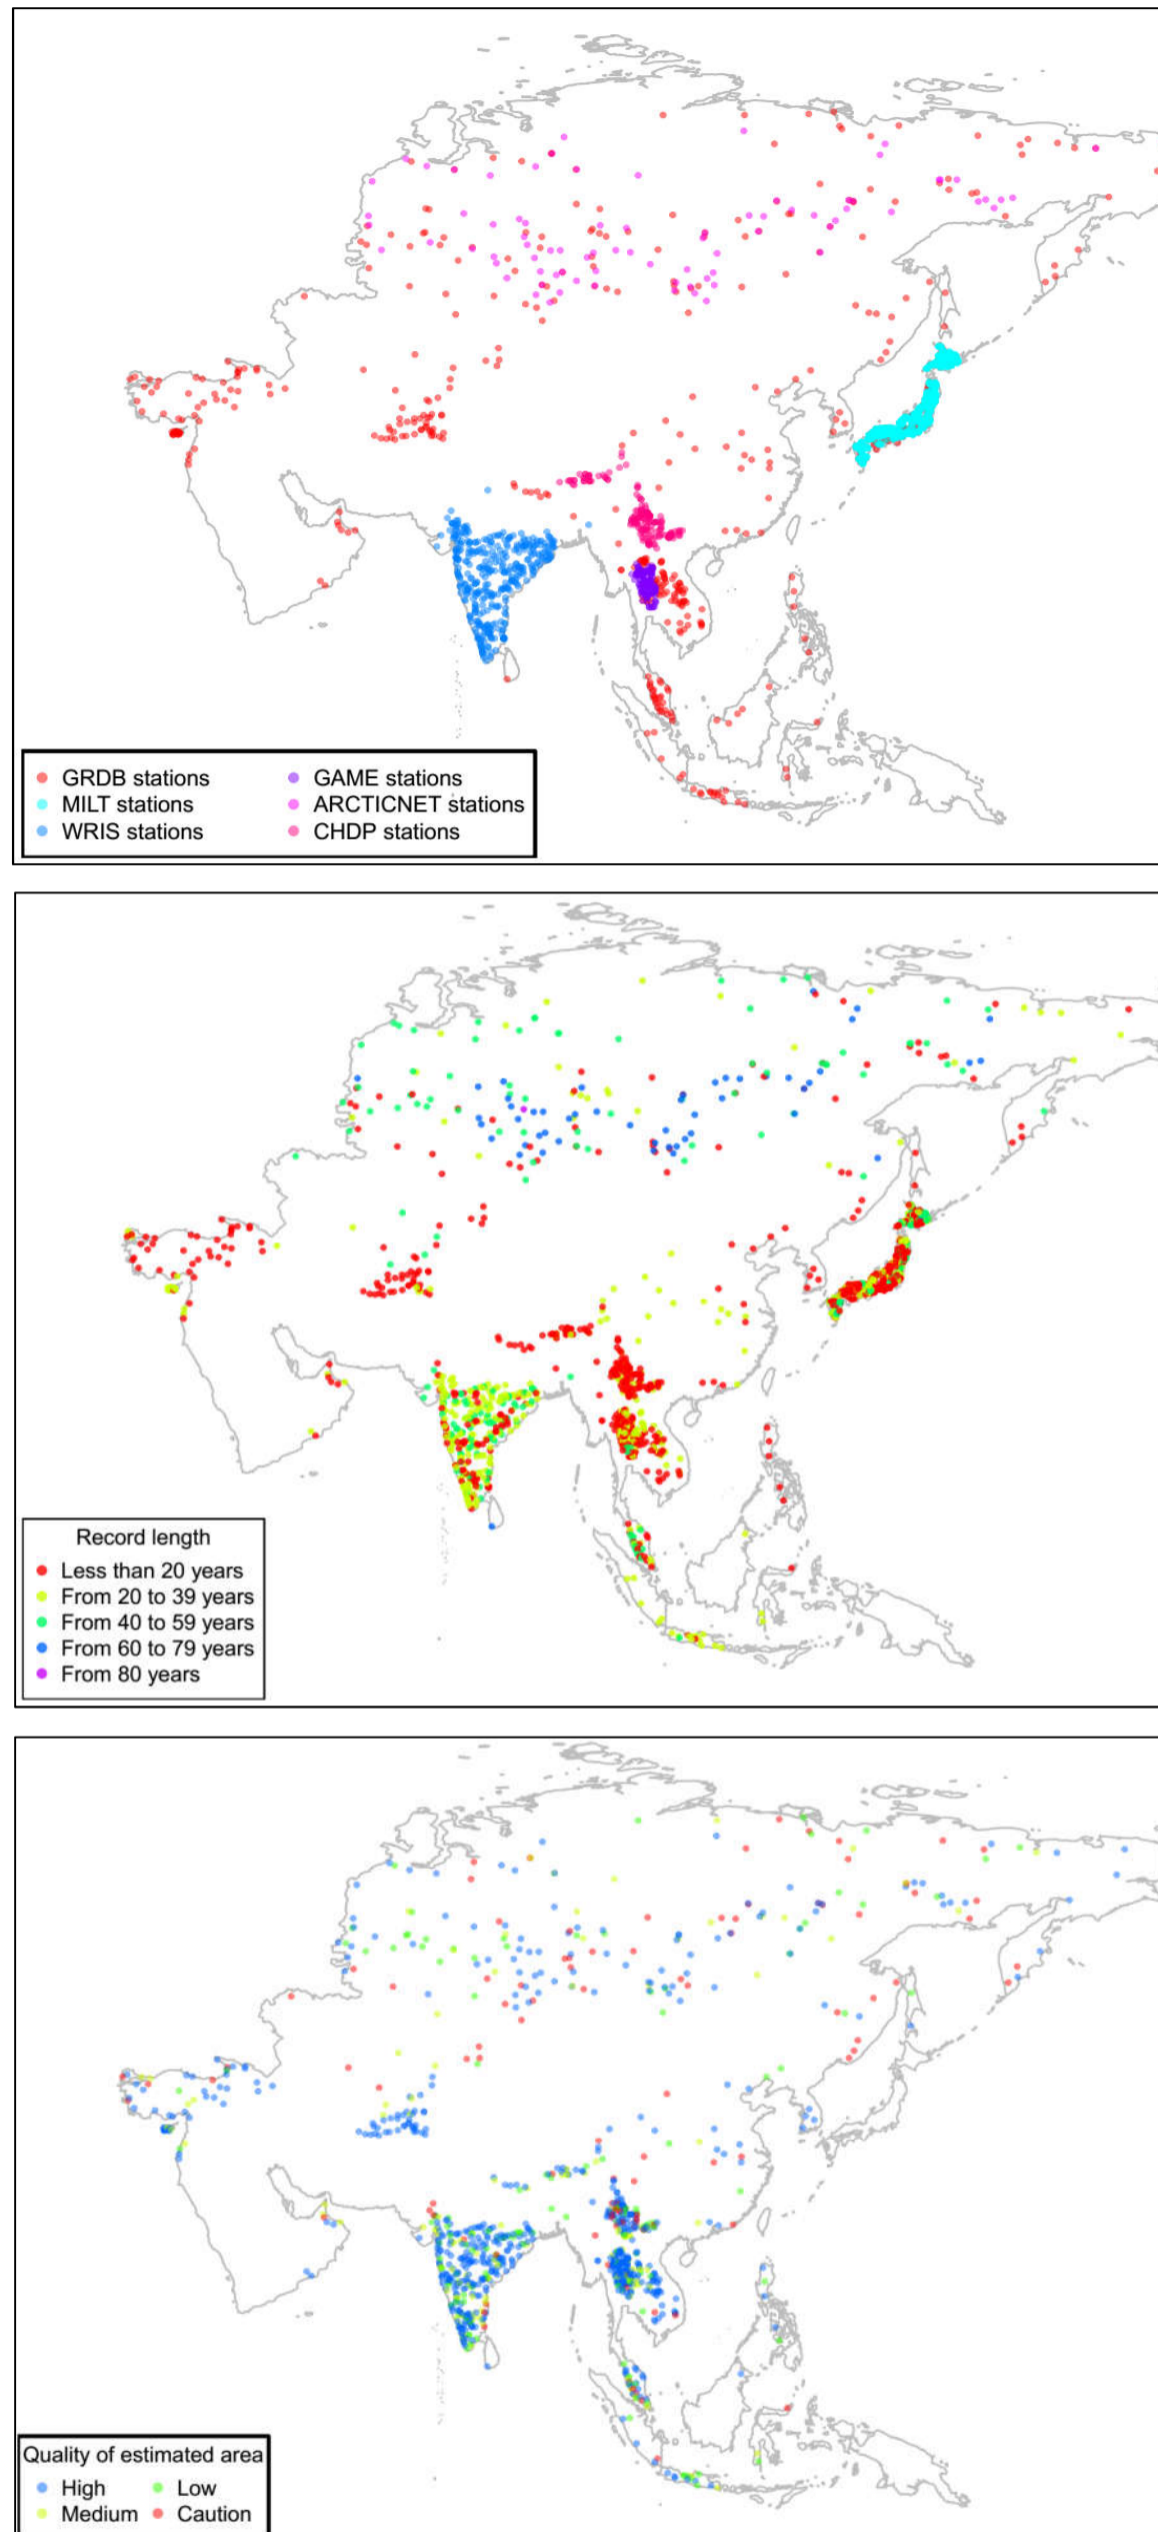 GRDB stations
MILT stations
WRIS stations
GAME stations
ARCTICNET stations
CHDP stations
Record length
Less than 20 years
From 20 to 39 years
From 40 to 59 years
From 60 to 79 years
From 80 years
Quality of estimated area
High
Medium
Low
Caution